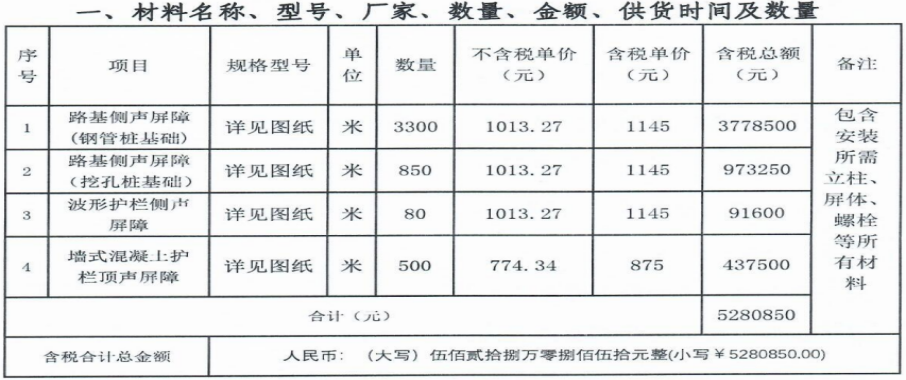 一、材料名称、型号、厂家、数量、金额、供货时间及数量
序号 项目 规格型号 单位 数量 不含税单价（元） 含税单价（元） 含税总额（元） 备注
1 路基侧声屏障（钢管桩基础） 详见图纸 米 3300 1013.27 1145 3778500
2 路基侧声屏障（挖孔桩基础） 详见图纸 米 850 1013.27 1145 973250
3 波形护栏侧声屏障 详见图纸 米 80 1013.27 1145 91600
4 墙式混凝土护栏顶声屏障 详见图纸 米 500 774.34 875 437500
包含安装所需立柱、屏体、螺栓等所有材料
合计（元） 5280850
含税合计总金额 人民币：（大写）伍佰贰拾捌万零捌佰伍拾元整(小写￥5280850.00)